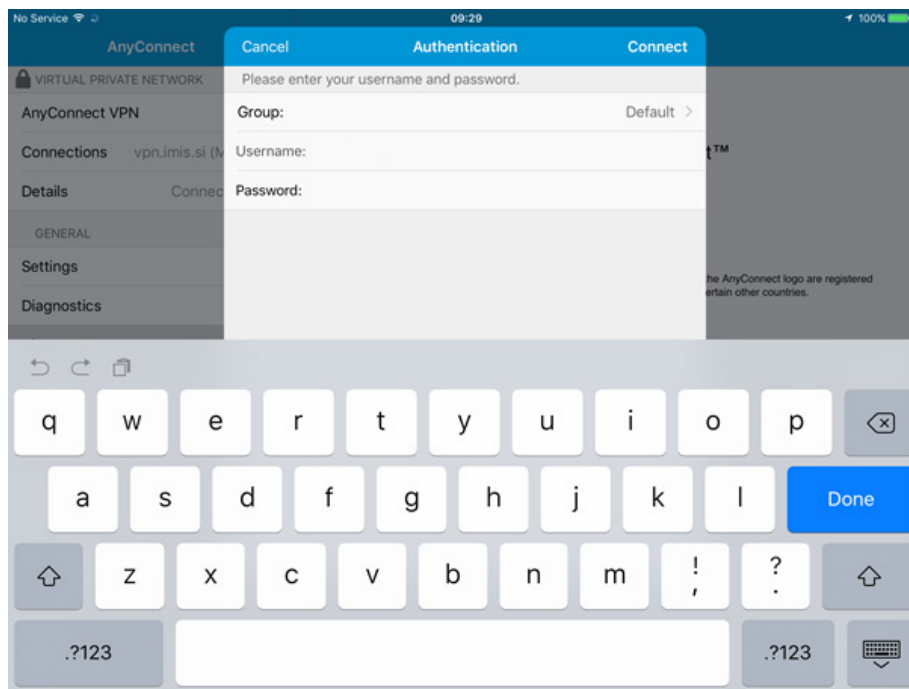 No Service 09:29 100%
AnyConnect Cancel Authentication Connect
VIRTUAL PRIVATE NETWORK Please enter your username and password.
AnyConnect VPN Group: Default
Connections vpn.imis.si (M Username: t™
Details Connec Password:
GENERAL
Settings
he AnyConnect logo are registered
ertain other countries.
Diagnostics
q w e r t y u i o p
a s d f g h j k l Done
z x c v b n m ! , ? .
.?123 .?123